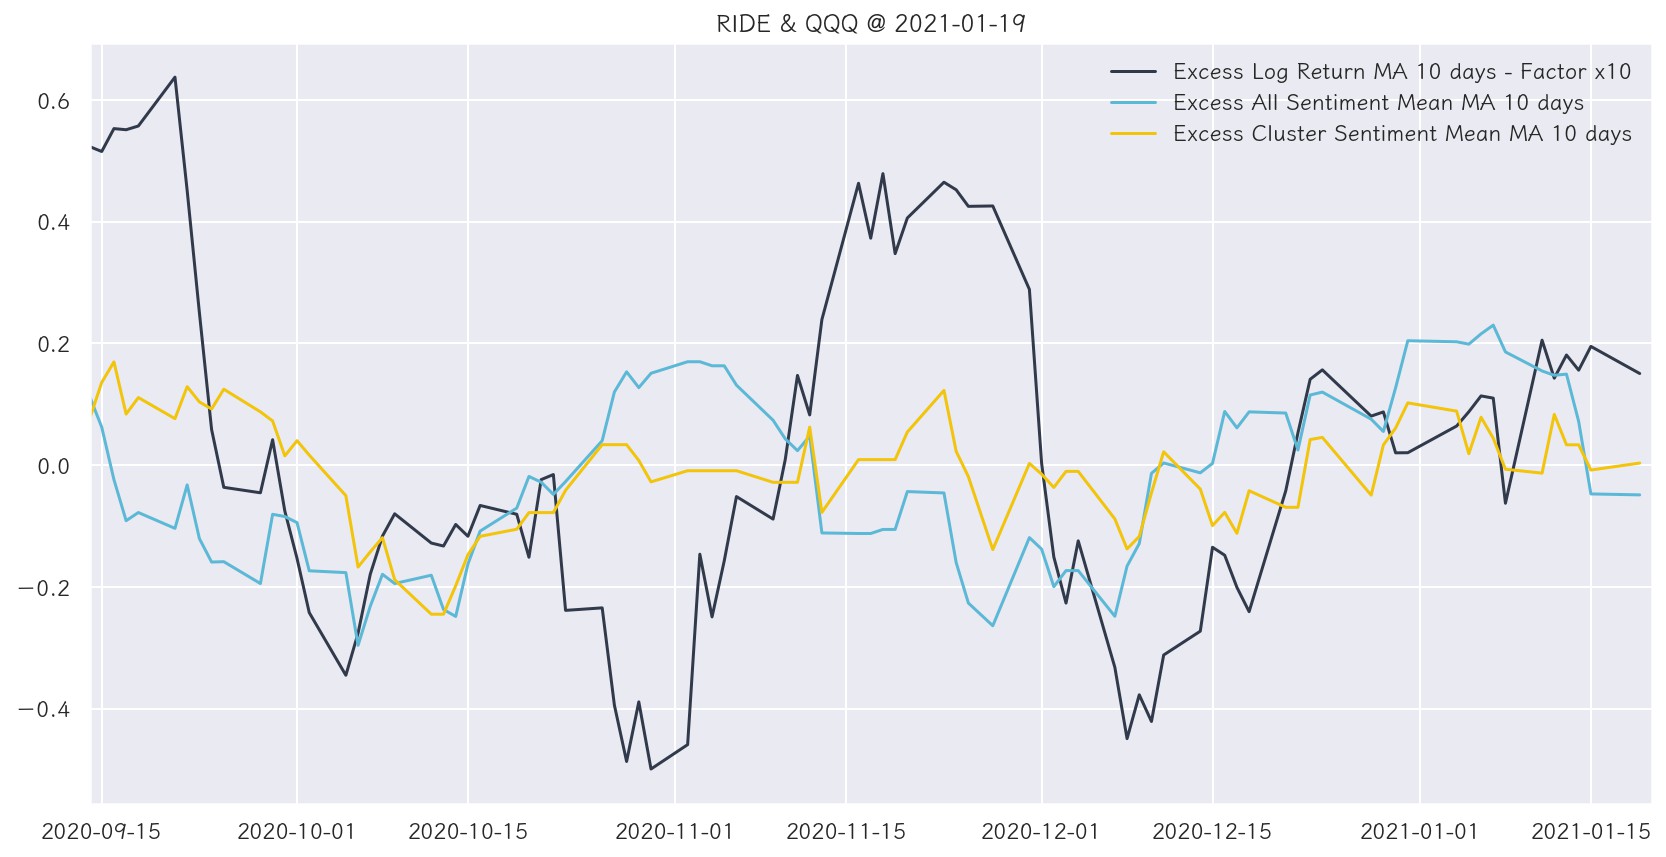 RIDE & QQQ @ 2021-01-19
Excess Log Return MA 10 days - Factor x10
Excess All Sentiment Mean MA 10 days
Excess Cluster Sentiment Mean MA 10 days
0.6
0.4
0.2
0.0
−0.2
−0.4
2020-09-15 2020-10-01 2020-10-15 2020-11-01 2020-11-15 2020-12-01 2020-12-15 2021-01-01 2021-01-15